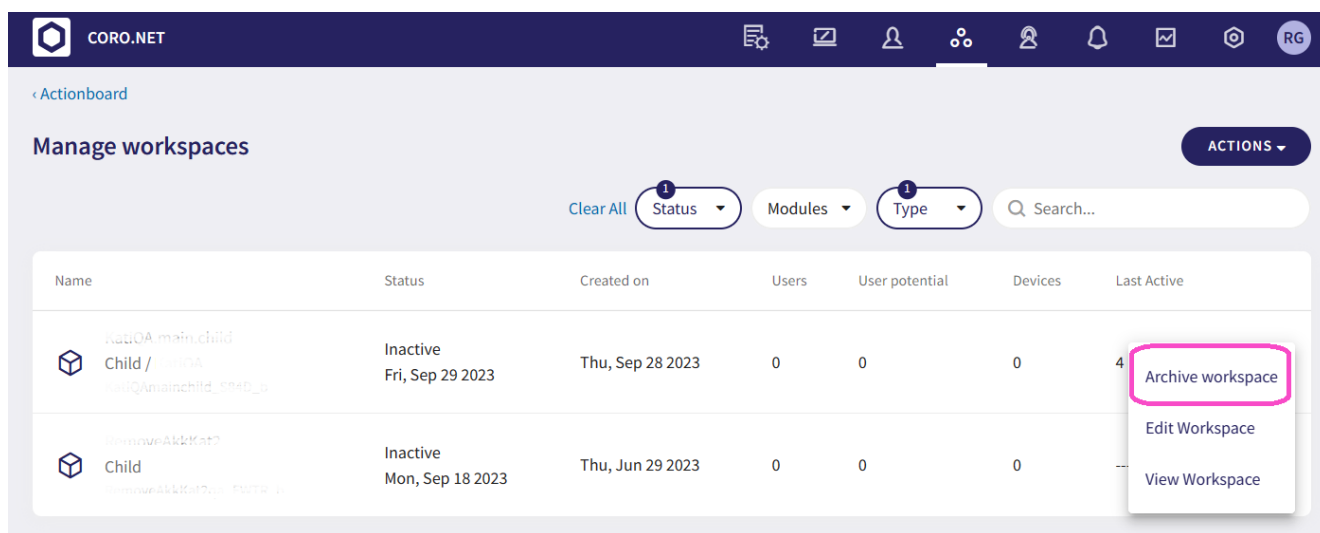 CORO.NET
RG
‹ Actionboard
Manage workspaces
ACTIONS
Clear All
1
Status
Modules
1
Type
Search...
Name Status Created on Users User potential Devices Last Active
Child /
Inactive
Fri, Sep 29 2023
Thu, Sep 28 2023 0 0 0 4
Child
Inactive
Mon, Sep 18 2023
Thu, Jun 29 2023 0 0 0 ---
Archive workspace
Edit Workspace
View Workspace